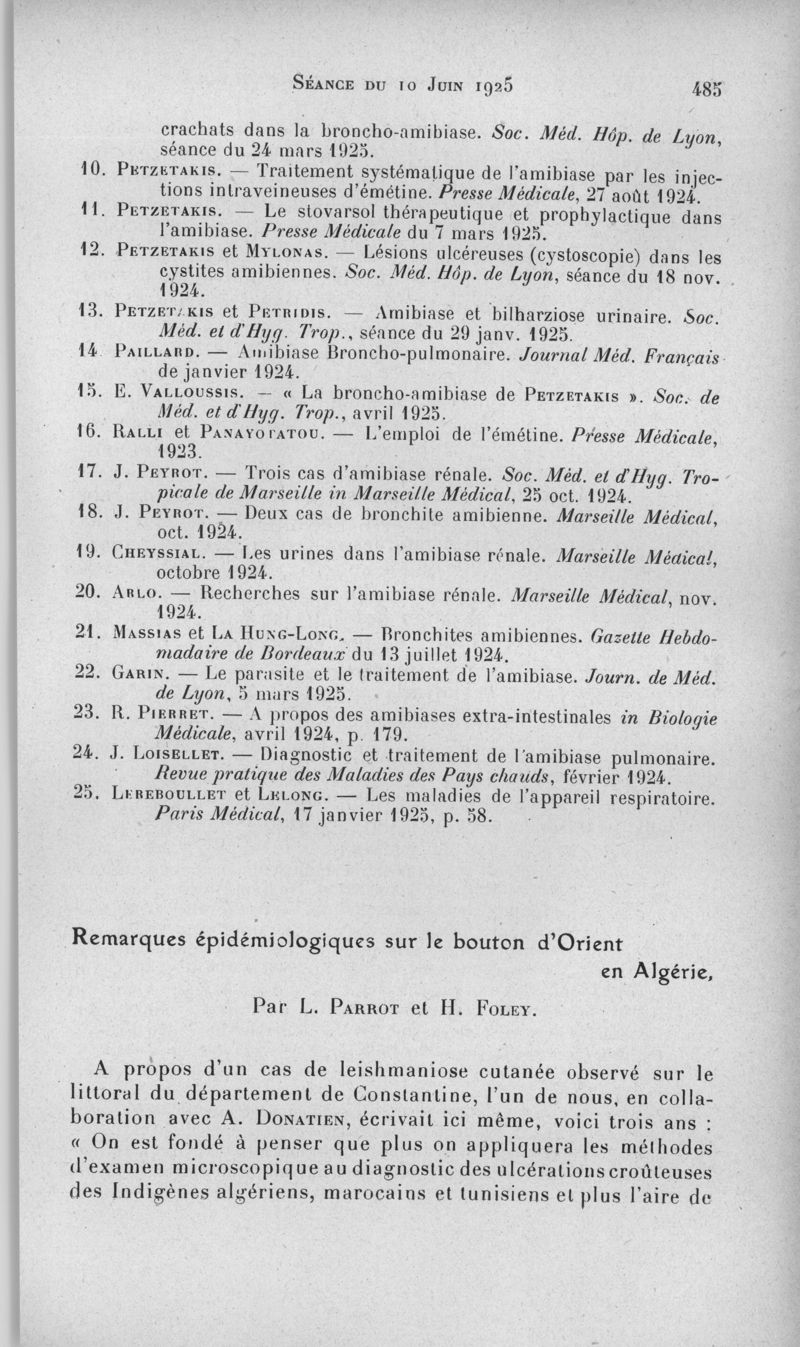 SÉANCE DU 10 JUIN 1925
485
crachats dans la broncho-amibiase. Soc. Méd. Hôp. de Lyon,
séance du 24 mars 1925.
10. PETZETAKIS. — Traitement systématique de l'amibiase par les injec-
tions intraveineuses d'émétine. Presse Médicale, 27 août 1924.
11. PETZETAKIS. — Le stovarsol thérapeutique et prophylactique dans
l'amibiase. Presse Médicale du 7 mars 1925.
12. PETZETAKIS et MYLONAS. — Lésions ulcéreuses (cystoscopie) dans les
cystites amibiennes. Soc. Méd. Hôp. de Lyon, séance du 18 nov.
1924.
13. PETZETAKIS et PETRIDIS. — Amibiase et bilharziose urinaire. Soc.
Méd. et d'Hyg. Trop., séance du 29 janv. 1925.
14 PAILLARD. — Amibiase Broncho-pulmonaire. Journal Méd. Français
de janvier 1924.
15. E. VALLOUSSIS. — « La broncho-amibiase de PETZETAKIS ». Soc. de
Méd. et d'Hyg. Trop., avril 1925.
16. RALLI et PANAYOTATOU. — L'emploi de l'émétine. Presse Médicale,
1923.
17. J. PEYROT. — Trois cas d'amibiase rénale. Soc. Méd. et d'Hyg. Tro-
picale de Marseille in Marseille Médical, 25 oct. 1924.
18. J. PEYROT. — Deux cas de bronchite amibienne. Marseille Médical,
oct. 1924.
19. CHEYSSIAL. — Les urines dans l'amibiase rénale. Marseille Médical,
octobre 1924.
20. ARLO. — Recherches sur l'amibiase rénale. Marseille Médical, nov.
1924.
21. MASSIAS et LA HUNG-LONG. — Bronchites amibiennes. Gazette Hebdo-
madaire de Bordeaux du 13 juillet 1924.
22. GARIN. — Le parasite et le traitement de l'amibiase. Journ. de Méd.
de Lyon, 5 mars 1925.
23. R. PIERRET. — A propos des amibiases extra-intestinales in Biologie
Médicale, avril 1924, p. 179.
24. J. LOISELLET. — Diagnostic et traitement de l'amibiase pulmonaire.
Revue pratique des Maladies des Pays chauds, février 1924.
25. LEREBOULLET et LELONG. — Les maladies de l'appareil respiratoire.
Paris Médical, 17 janvier 1925, p. 58.
Remarques épidémiologiques sur le bouton d'Orient
en Algérie,
Par L. PARROT et H. FOLEY.
A propos d'un cas de leishmaniose cutanée observé sur le
littoral du département de Constantine, l'un de nous, en colla-
boration avec A. DONATIEN, écrivait ici même, voici trois ans :
« On est fondé à penser que plus on appliquera les méthodes
d'examen microscopique au diagnostic des ulcérations croûteuses
des Indigènes algériens, marocains et tunisiens et plus l'aire de